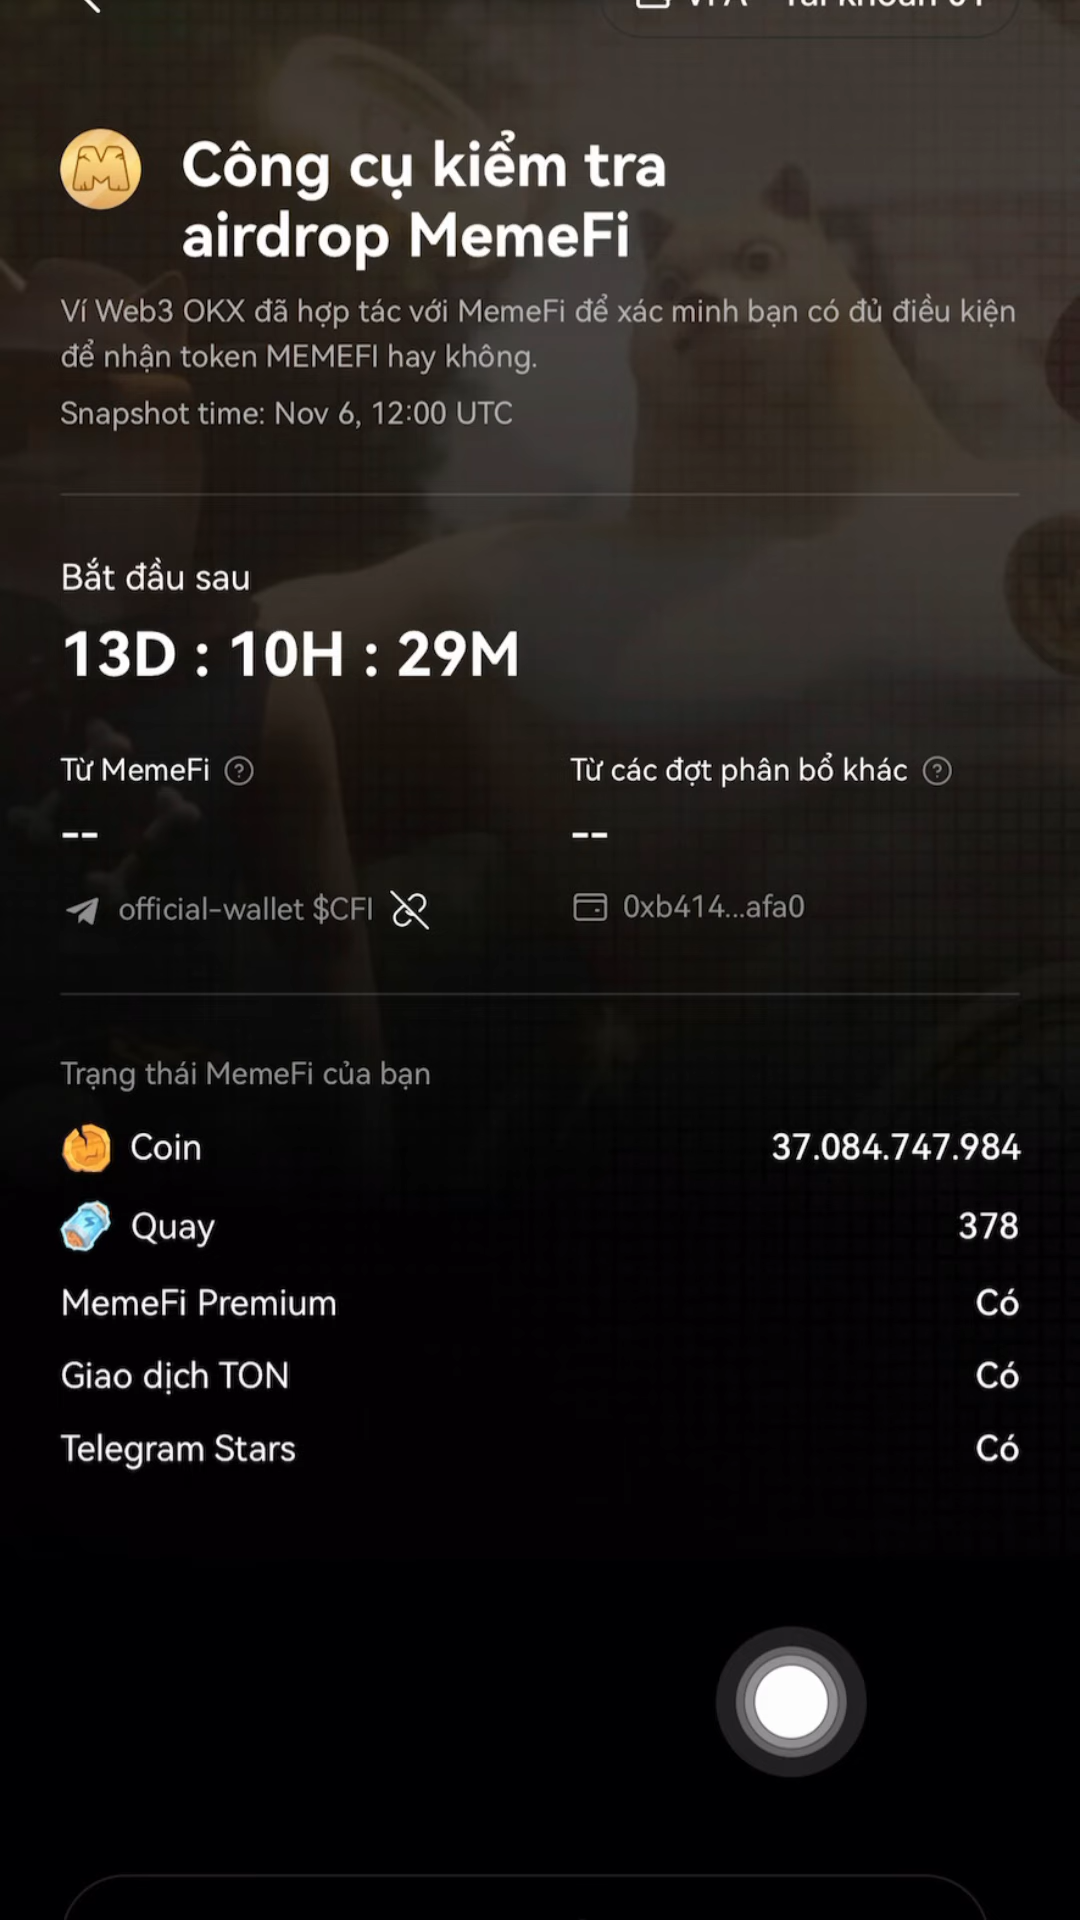 Công cụ kiểm tra
airdrop MemeFi
Ví Web3 OKX đã hợp tác với MemeFi để xác minh bạn có đủ điều kiện
để nhận token MEMEFI hay không.
Snapshot time: Nov 6, 12:00 UTC
Bắt đầu sau
13D : 10H : 29M
Từ MemeFi
Từ các đợt phân bổ khác
--
--
official-wallet $CFI
0xb414...afa0
Trạng thái MemeFi của bạn
Coin 37.084.747.984
Quay 378
MemeFi Premium Có
Giao dịch TON Có
Telegram Stars Có